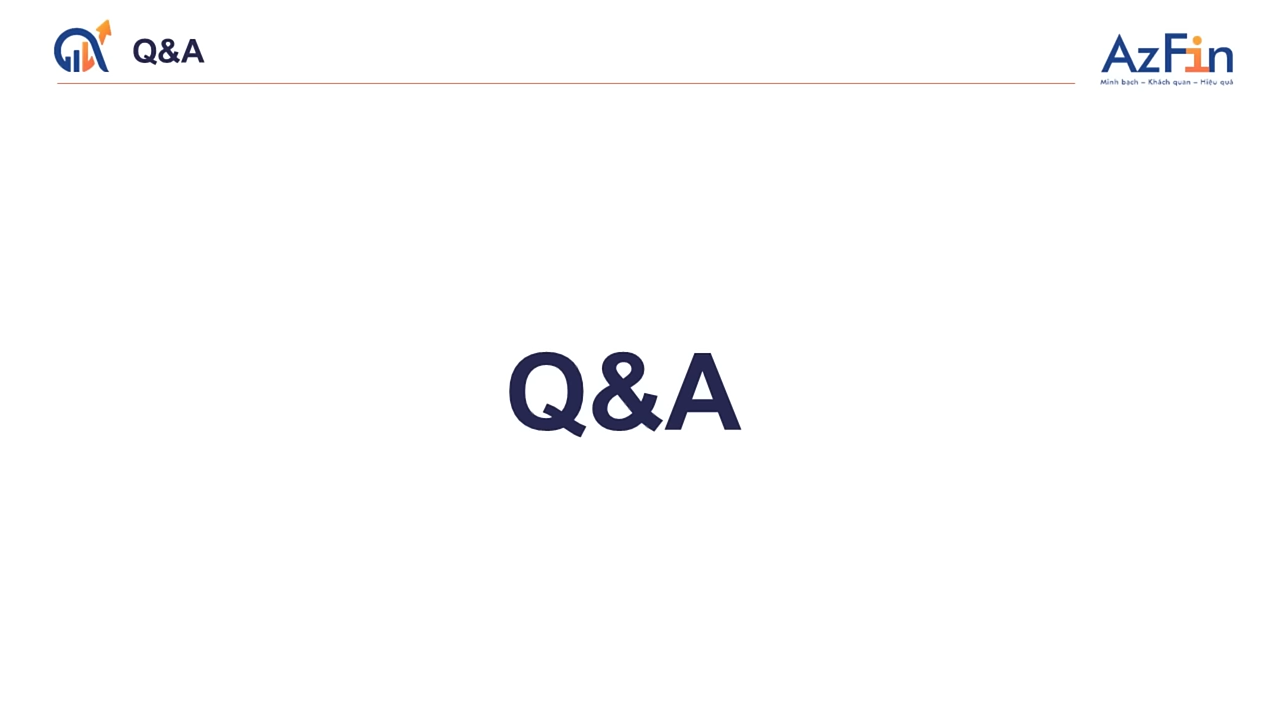 Q&A
AzFin
Minh bạch – Khách quan – Hiệu quả
Q&A